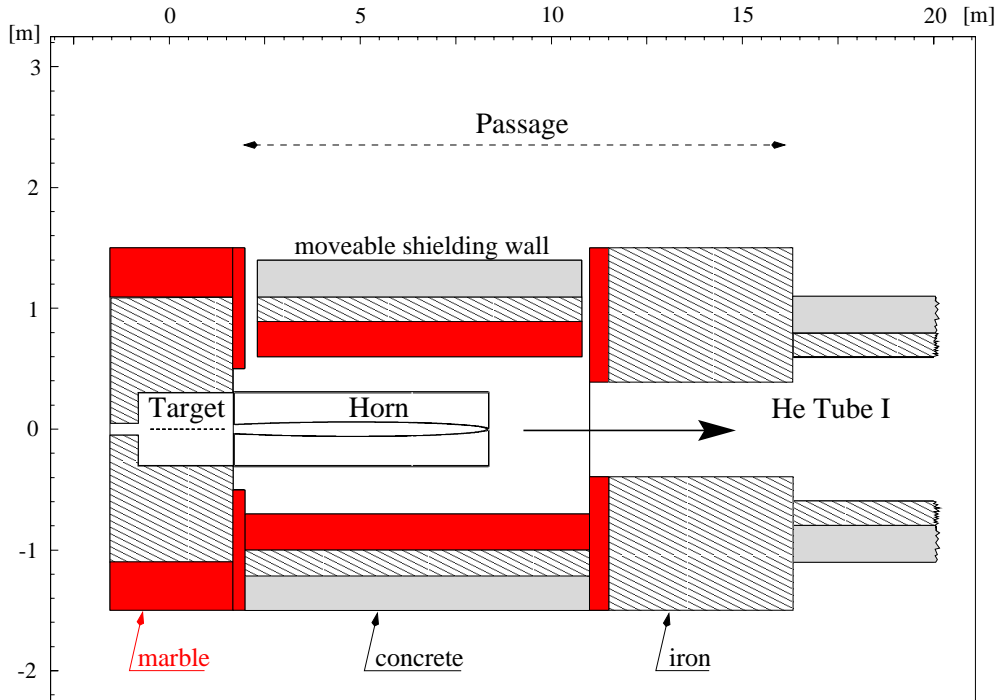 0 5 10 15 20 [m]
[m]
3
Passage
2
moveable shielding wall
1
Target Horn He Tube I
0
-1
marble concrete iron
-2